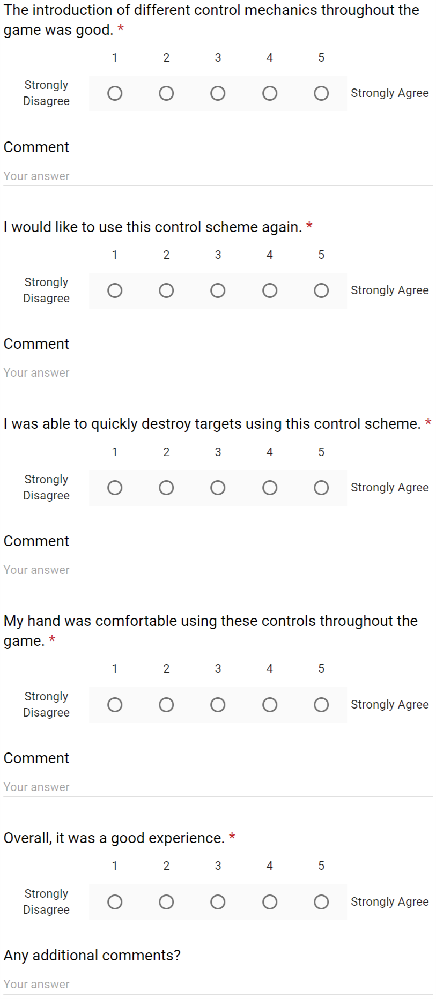 The introduction of different control mechanics throughout the
game was good. *
1 2 3 4 5
Strongly
Disagree
Strongly Agree
Comment
Your answer
I would like to use this control scheme again. *
1 2 3 4 5
Strongly
Disagree
Strongly Agree
Comment
Your answer
I was able to quickly destroy targets using this control scheme. *
1 2 3 4 5
Strongly
Disagree
Strongly Agree
Comment
Your answer
My hand was comfortable using these controls throughout the
game. *
1 2 3 4 5
Strongly
Disagree
Strongly Agree
Comment
Your answer
Overall, it was a good experience. *
1 2 3 4 5
Strongly
Disagree
Strongly Agree
Any additional comments?
Your answer